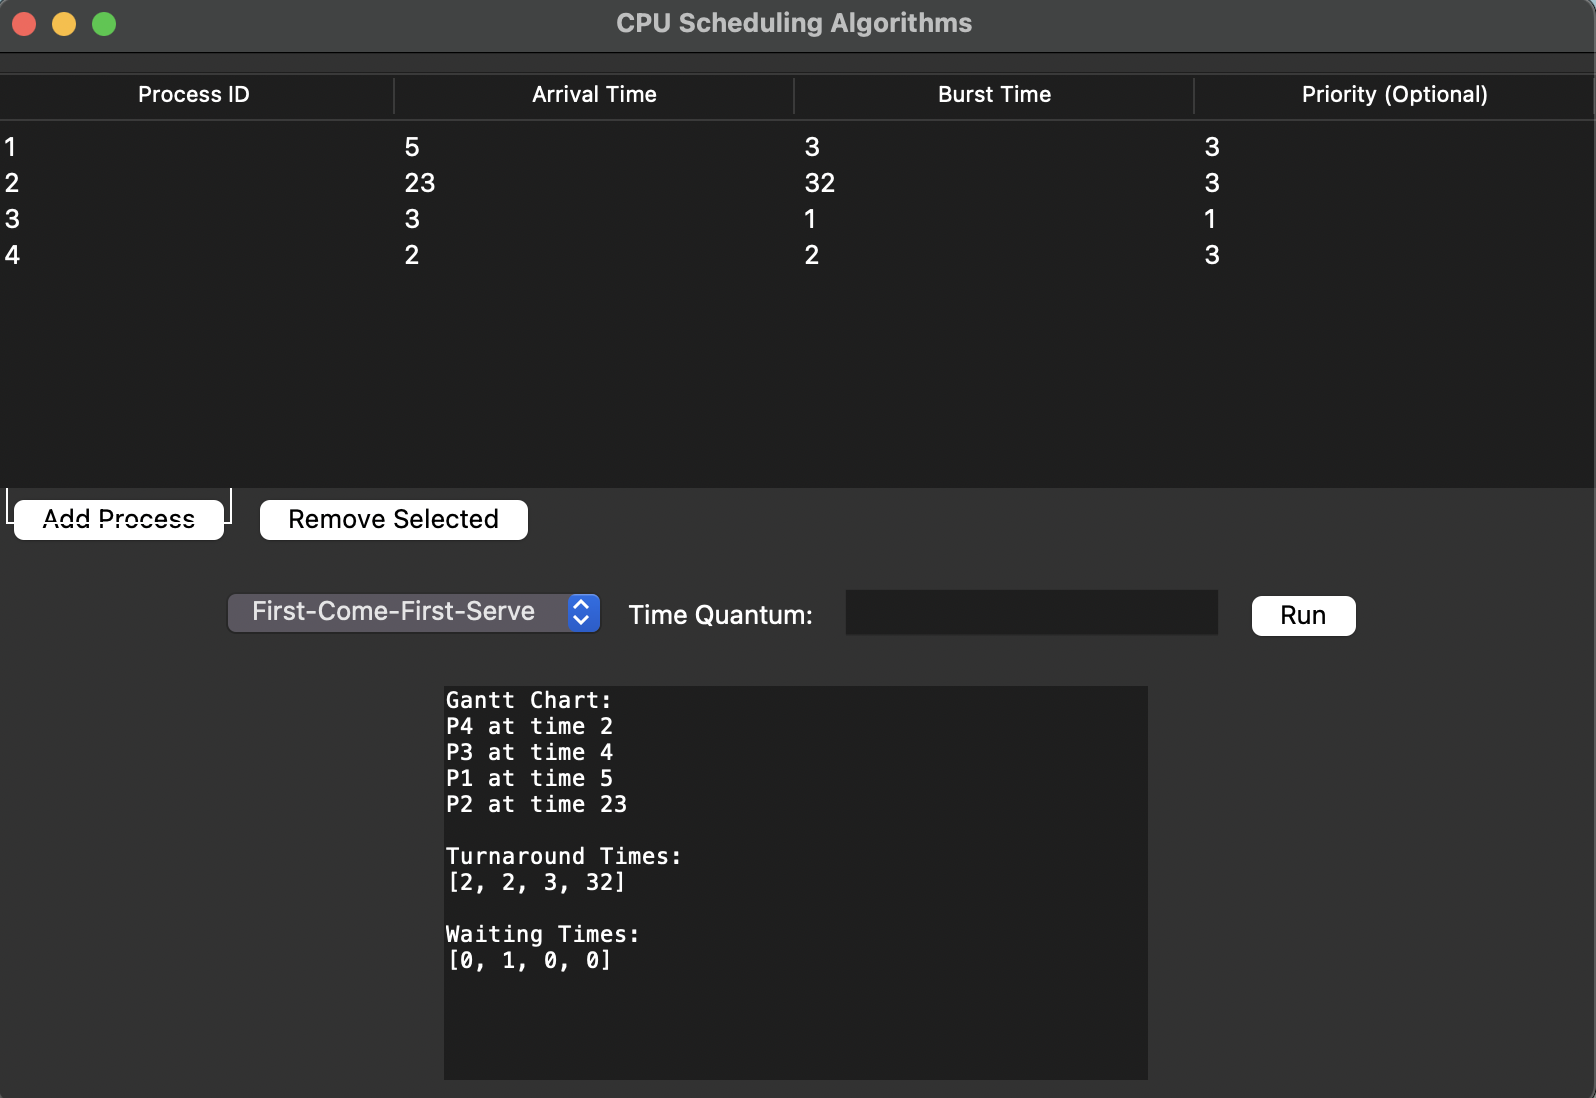 CPU Scheduling Algorithms
Process ID Arrival Time Burst Time Priority (Optional)
1 5 3 3
2 23 32 3
3 3 1 1
4 2 2 3
Add Process Remove Selected
First-Come-First-Serve Time Quantum: Run
Gantt Chart:
P4 at time 2
P3 at time 4
P1 at time 5
P2 at time 23
Turnaround Times:
[2, 2, 3, 32]
Waiting Times:
[0, 1, 0, 0]